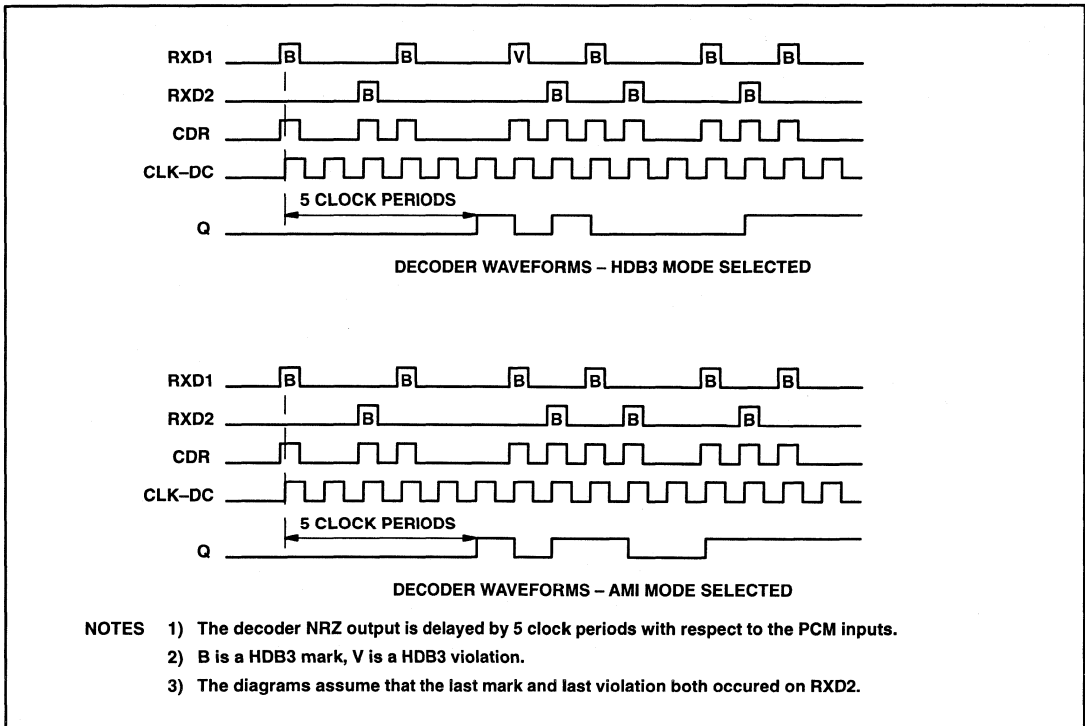 RXD1 B B V B B B
RXD2 B B B B
CDR
CLK–DC
5 CLOCK PERIODS
Q
DECODER WAVEFORMS – HDB3 MODE SELECTED
RXD1 B B B B B B
RXD2 B B B B
CDR
CLK–DC
5 CLOCK PERIODS
Q
DECODER WAVEFORMS – AMI MODE SELECTED
NOTES 1) The decoder NRZ output is delayed by 5 clock periods with respect to the PCM inputs.
2) B is a HDB3 mark, V is a HDB3 violation.
3) The diagrams assume that the last mark and last violation both occured on RXD2.